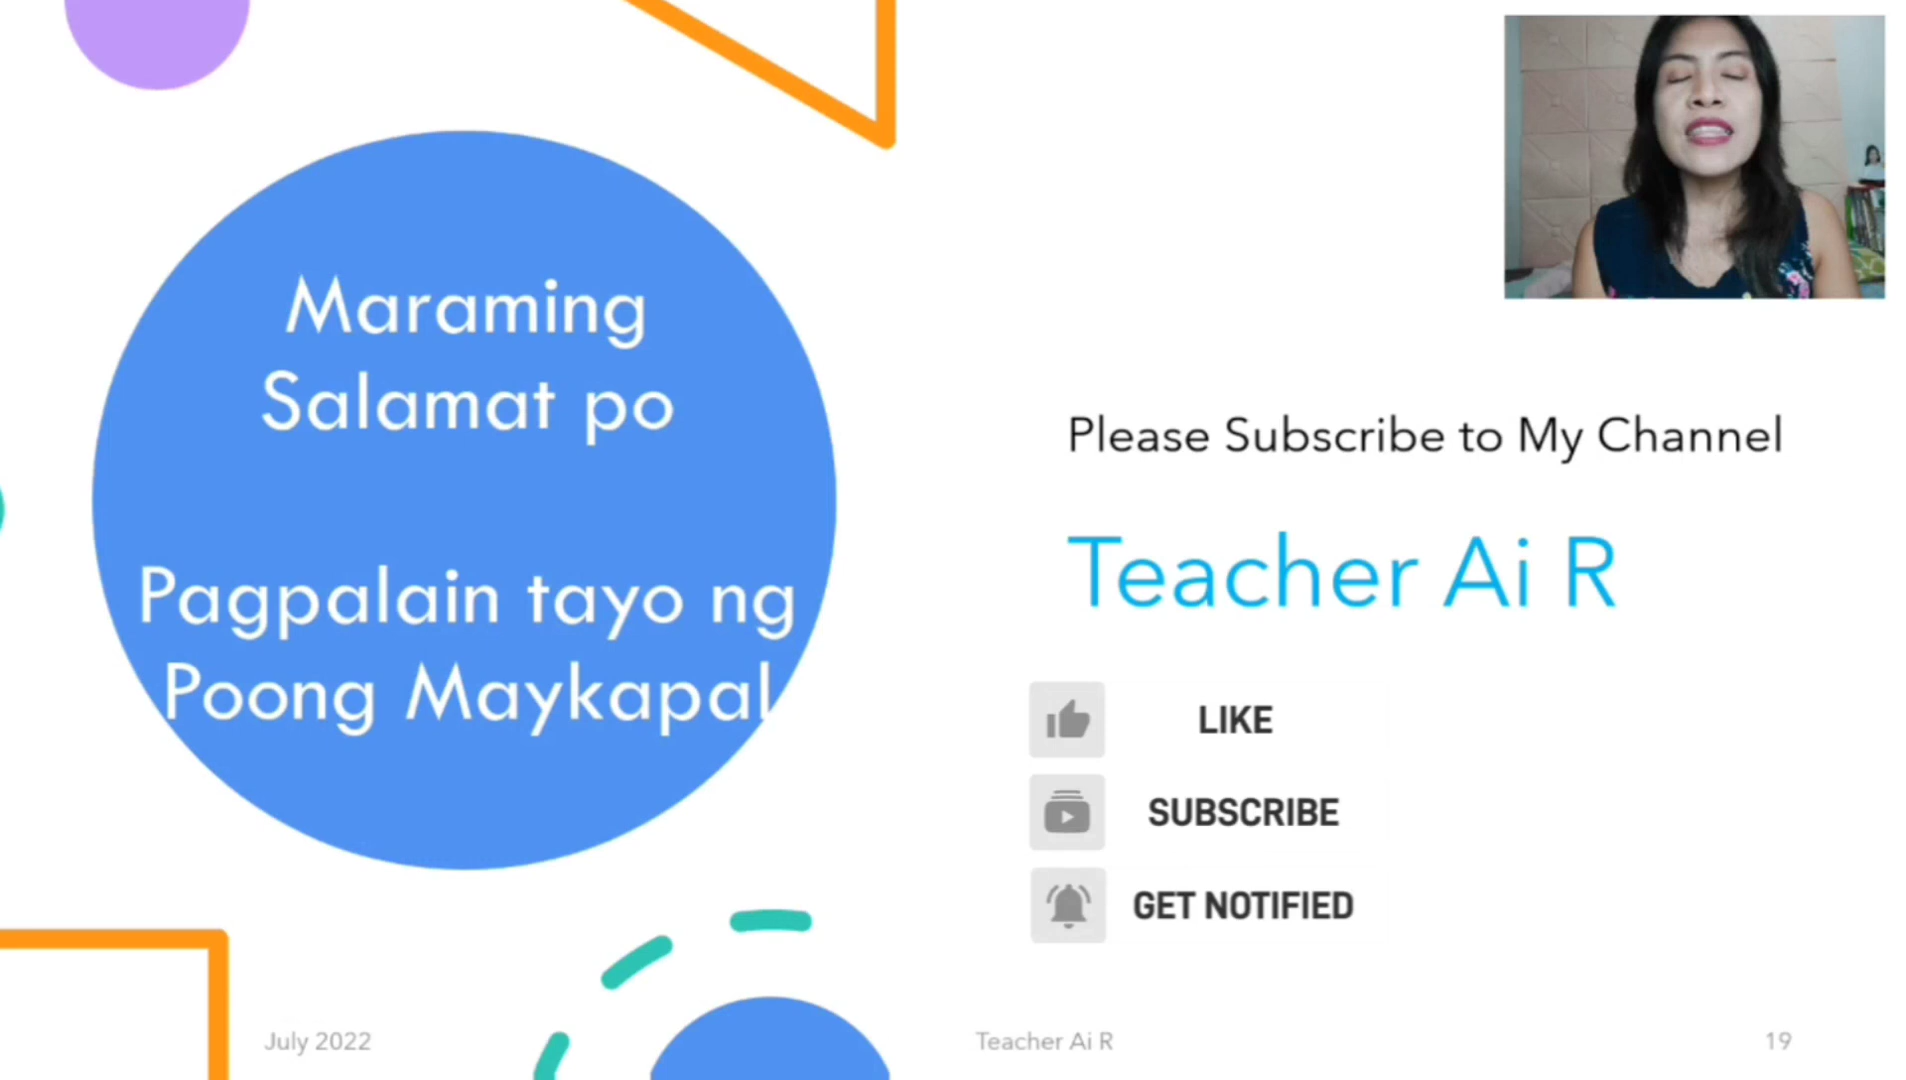 Maraming
Salamat po
Pagpalain tayo ng
Poong Maykapal
Please Subscribe to My Channel
Teacher Ai R
LIKE
SUBSCRIBE
GET NOTIFIED
July 2022
Teacher Ai R
19